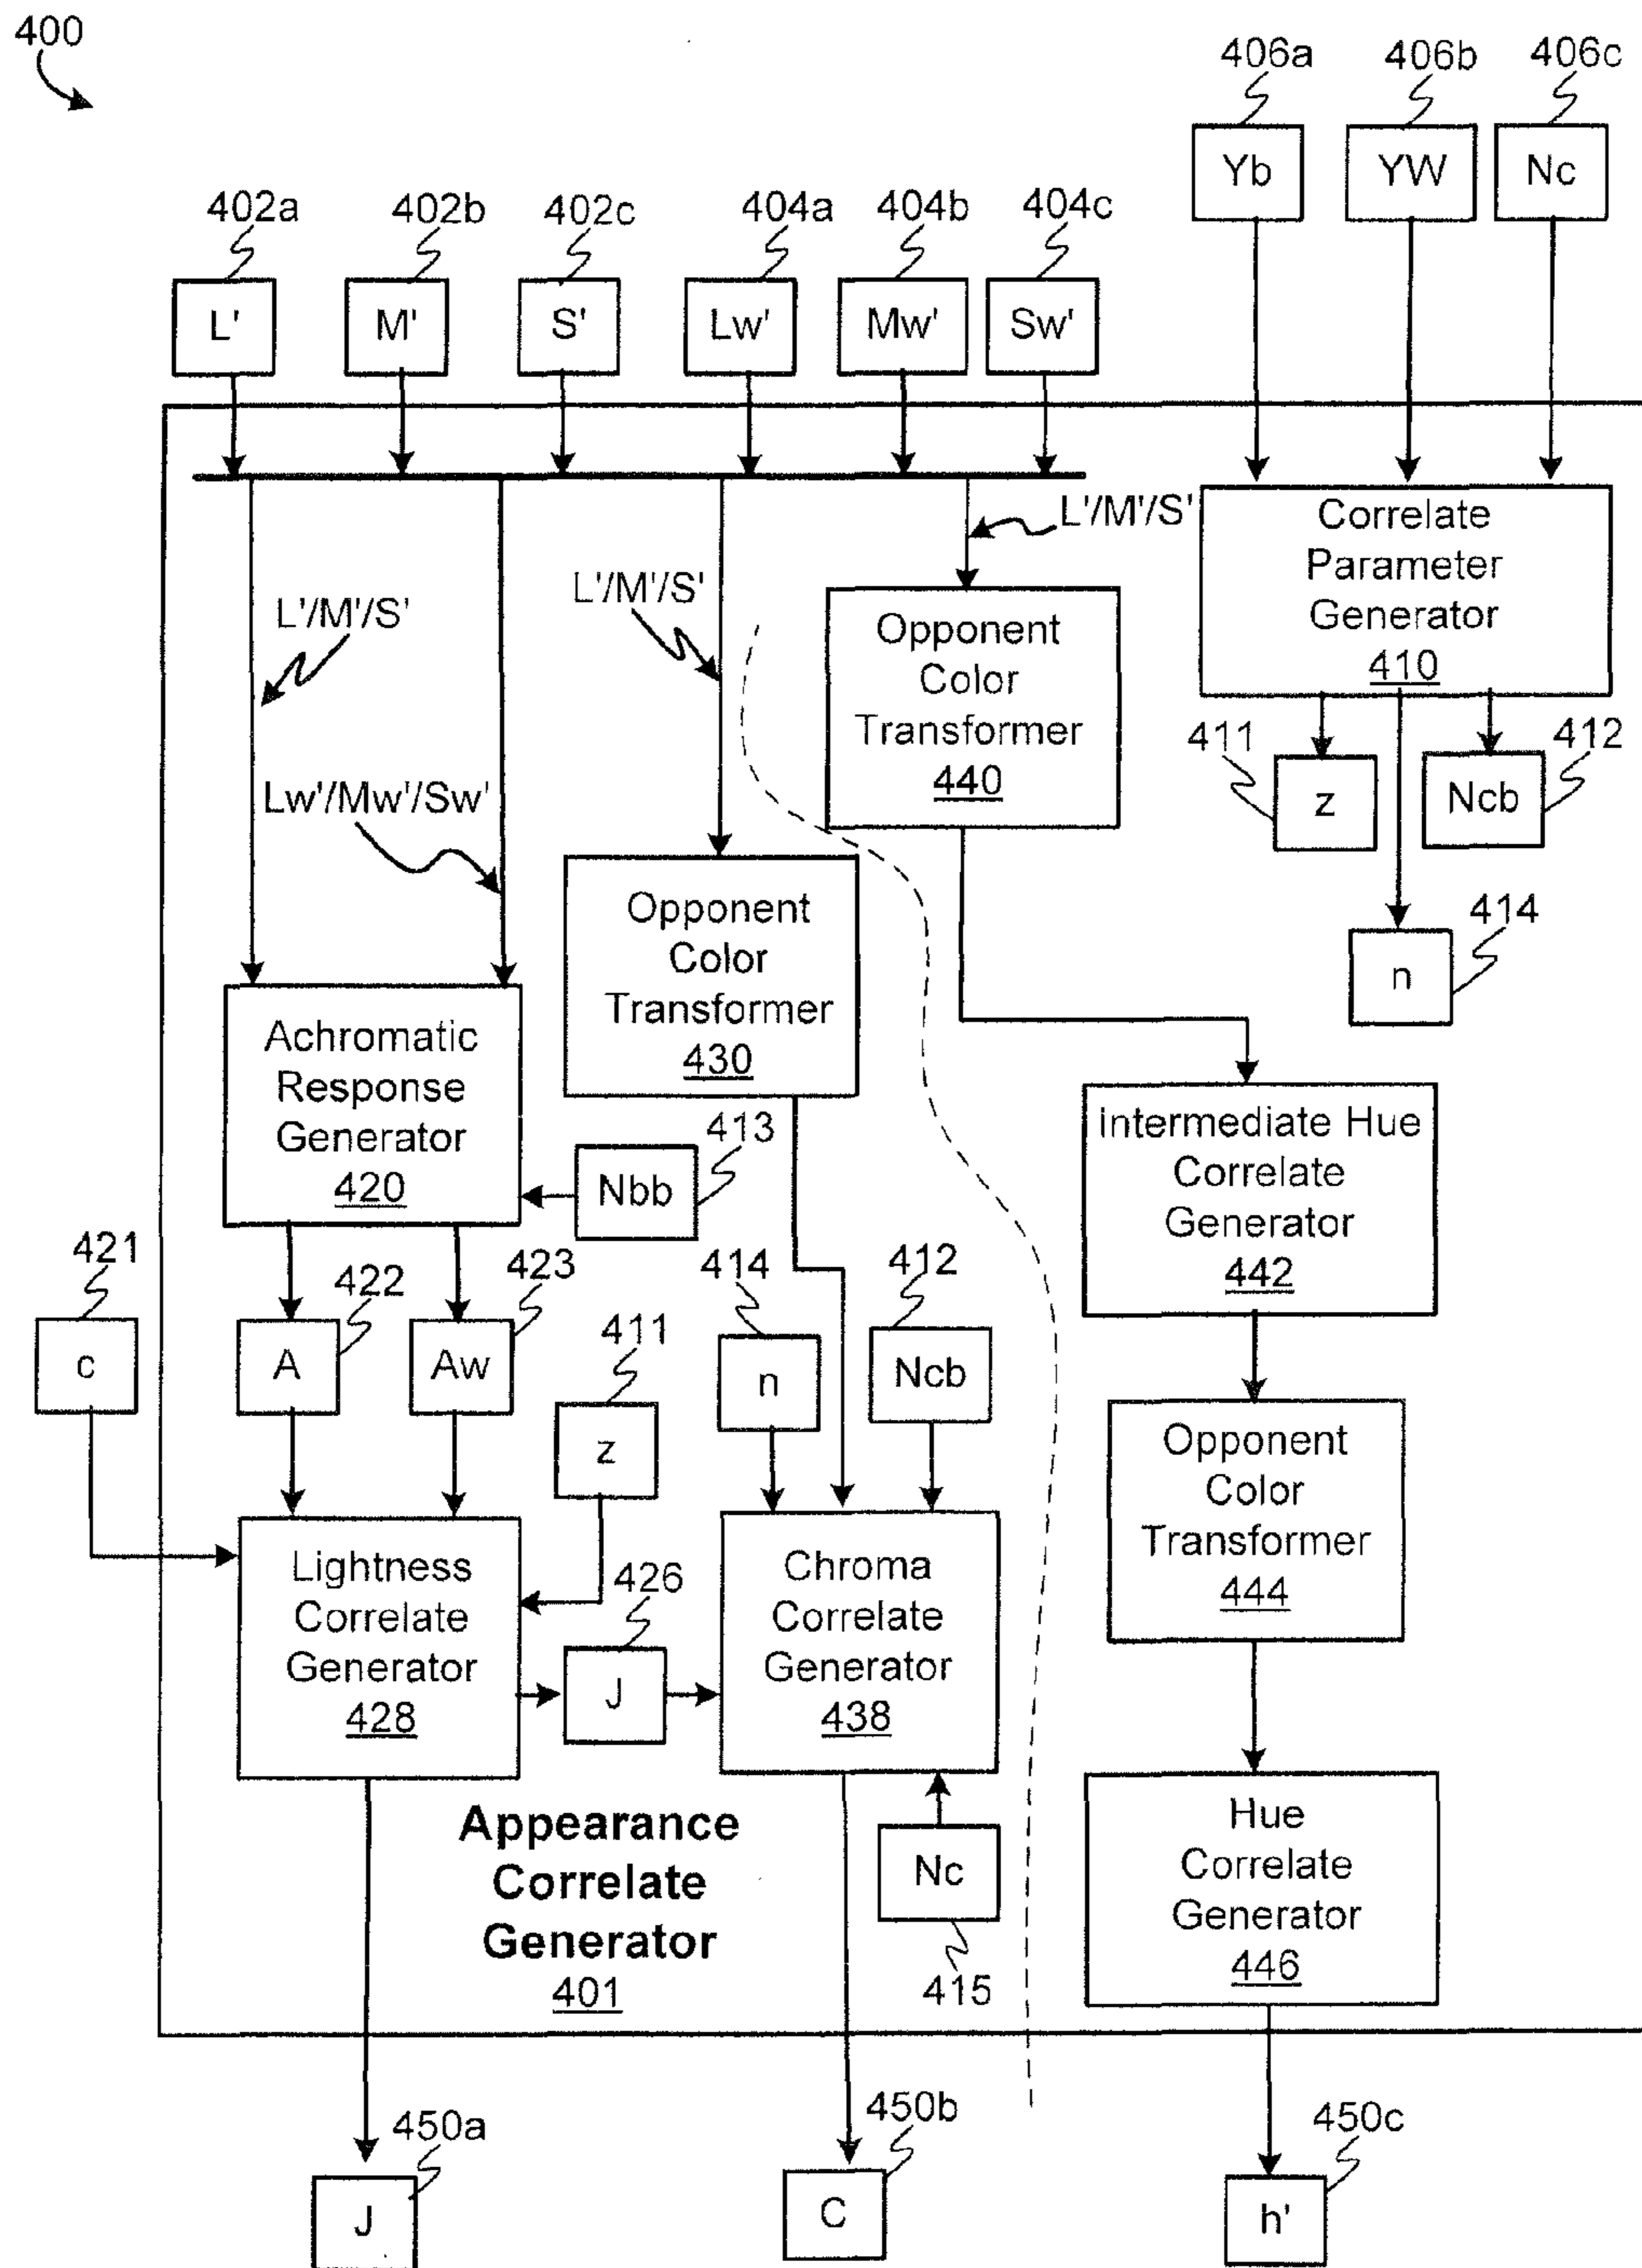 400
406a
406b
406c
Yb
YW
Nc
402a
402b
402c
404a
404b
404c
L'
M'
S'
Lw'
Mw'
Sw'
L'/M'/S'
L'/M'/S'
L'/M'/S'
Lw'/Mw'/Sw'
Correlate
Parameter
Generator
410
411
z
Ncb
412
n
414
Opponent
Color
Transformer
440
Opponent
Color
Transformer
430
Achromatic
Response
Generator
420
Nbb
413
Intermediate Hue
Correlate
Generator
442
421
c
422
A
423
Aw
411
z
414
n
412
Ncb
Opponent
Color
Transformer
444
Lightness
Correlate
Generator
428
426
J
Chroma
Correlate
Generator
438
Nc
415
Hue
Correlate
Generator
446
Appearance
Correlate
Generator
401
450a
J
450b
C
450c
h'